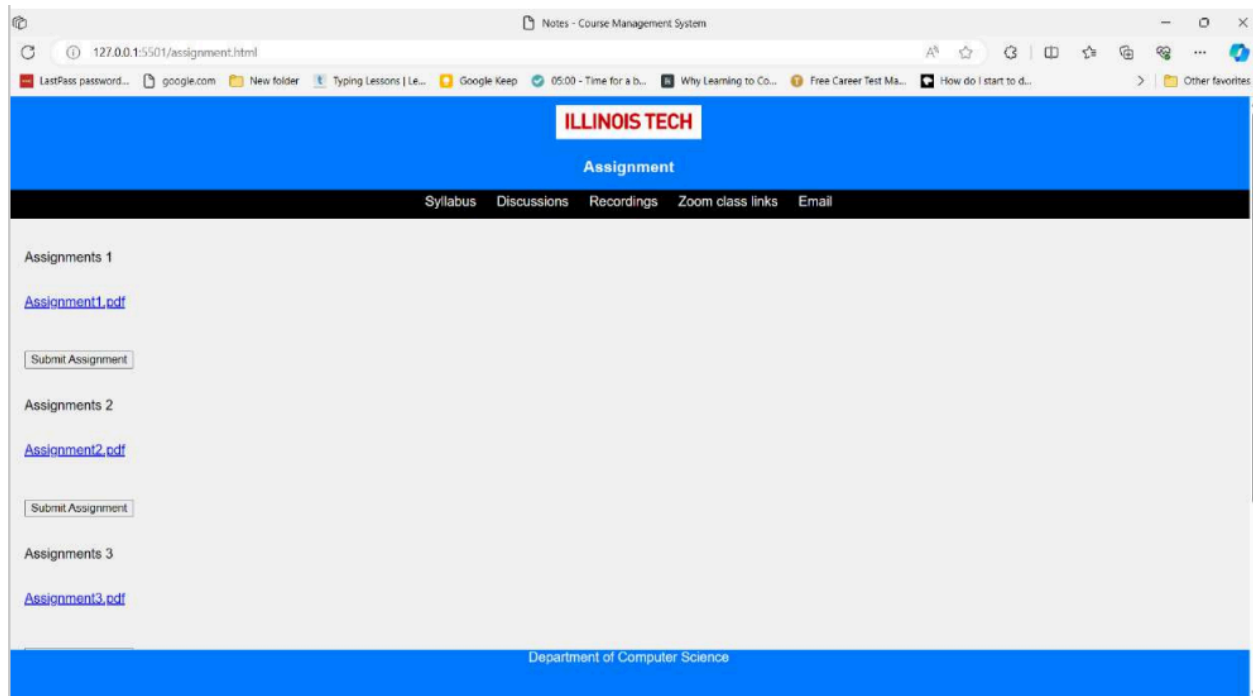 Notes - Course Management System
127.0.0.1:5501/assignment.html
LastPass password... google.com New folder Typing Lessons | Le... Google Keep 05:00 - Time for a b... Why Learning to Co... Free Career Test Ma... How do I start to d... Other favorites
ILLINOIS TECH
Assignment
Syllabus Discussions Recordings Zoom class links Email
Assignments 1
Assignment1.pdf
Submit Assignment
Assignments 2
Assignment2.pdf
Submit Assignment
Assignments 3
Assignment3.pdf
Department of Computer Science